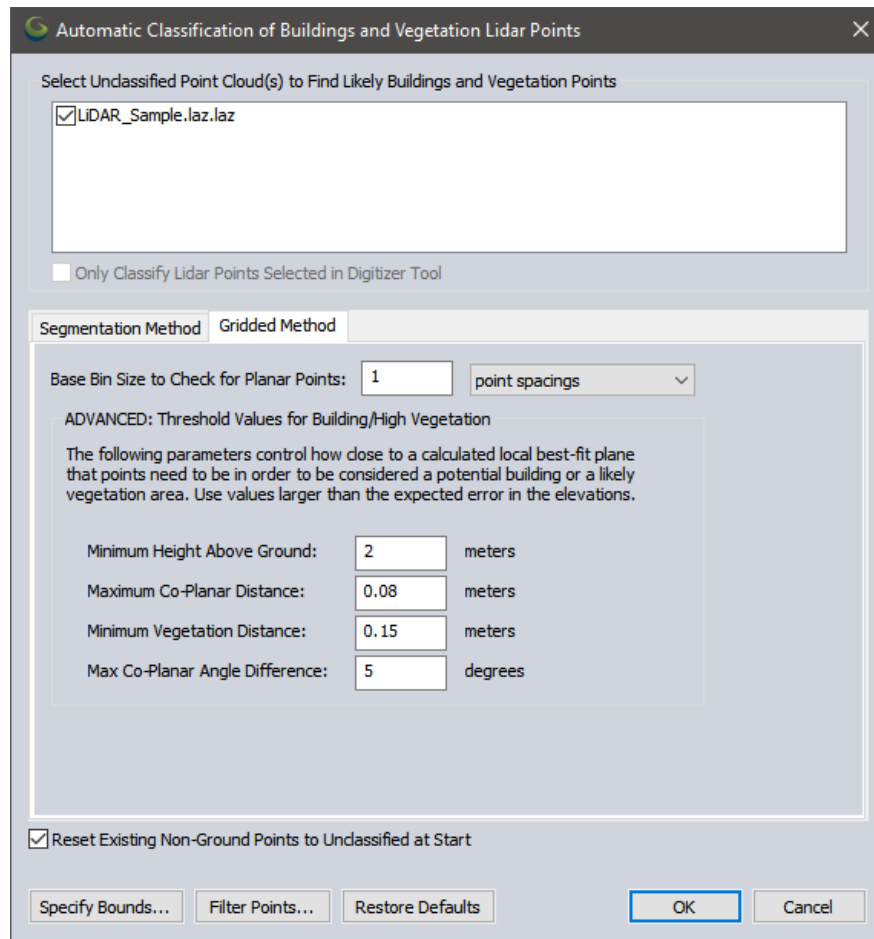 Automatic Classification of Buildings and Vegetation Lidar Points
Select Unclassified Point Cloud(s) to Find Likely Buildings and Vegetation Points
LiDAR_Sample.laz.laz
Only Classify Lidar Points Selected in Digitizer Tool
Segmentation Method Gridded Method
Base Bin Size to Check for Planar Points: 1 point spacings
ADVANCED: Threshold Values for Building/High Vegetation
The following parameters control how close to a calculated local best-fit plane
that points need to be in order to be considered a potential building or a likely
vegetation area. Use values larger than the expected error in the elevations.
Minimum Height Above Ground: 2 meters
Maximum Co-Planar Distance: 0.08 meters
Minimum Vegetation Distance: 0.15 meters
Max Co-Planar Angle Difference: 5 degrees
Reset Existing Non-Ground Points to Unclassified at Start
Specify Bounds... Filter Points... Restore Defaults OK Cancel